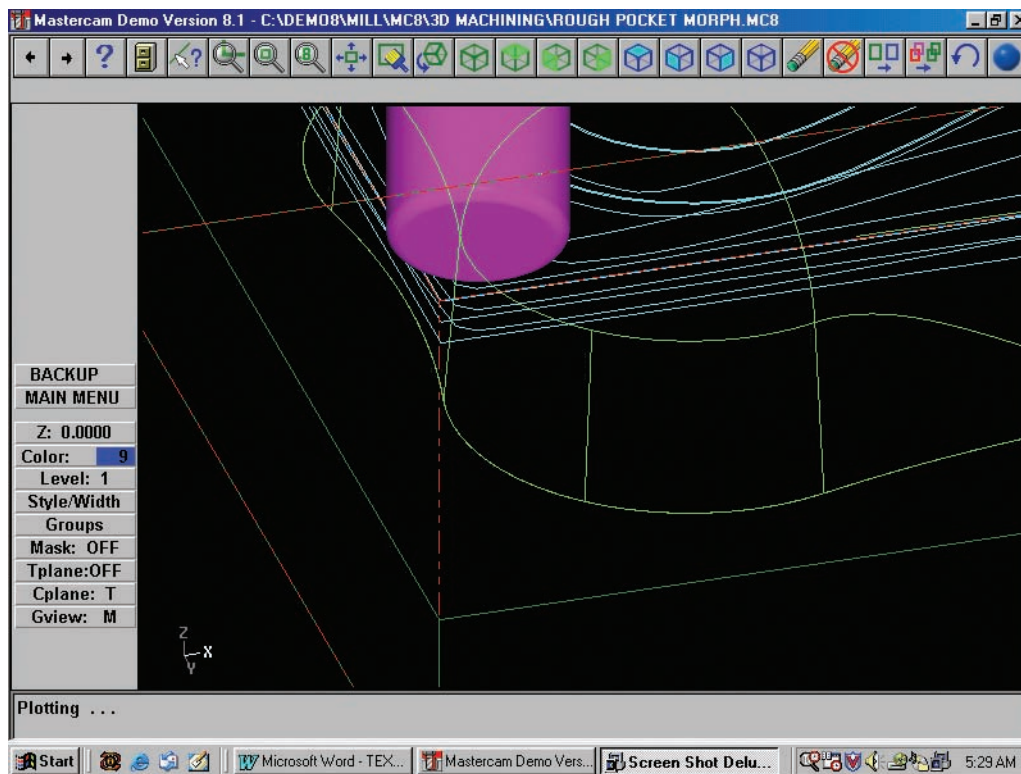 Mastercam Demo Version 8.1 - C:\DEMO8\MILL\MC8\3D MACHINING\ROUGH POCKET MORPH.MC8
?
?
8
BACKUP
MAIN MENU
Z: 0.0000
Color: 9
Level: 1
Style/Width
Groups
Mask: OFF
Tplane:OFF
Cplane: T
Gview: M
Z
X
Y
Plotting ...
Start
Microsoft Word - TEX...
Mastercam Demo Vers...
Screen Shot Delu...
5:29 AM